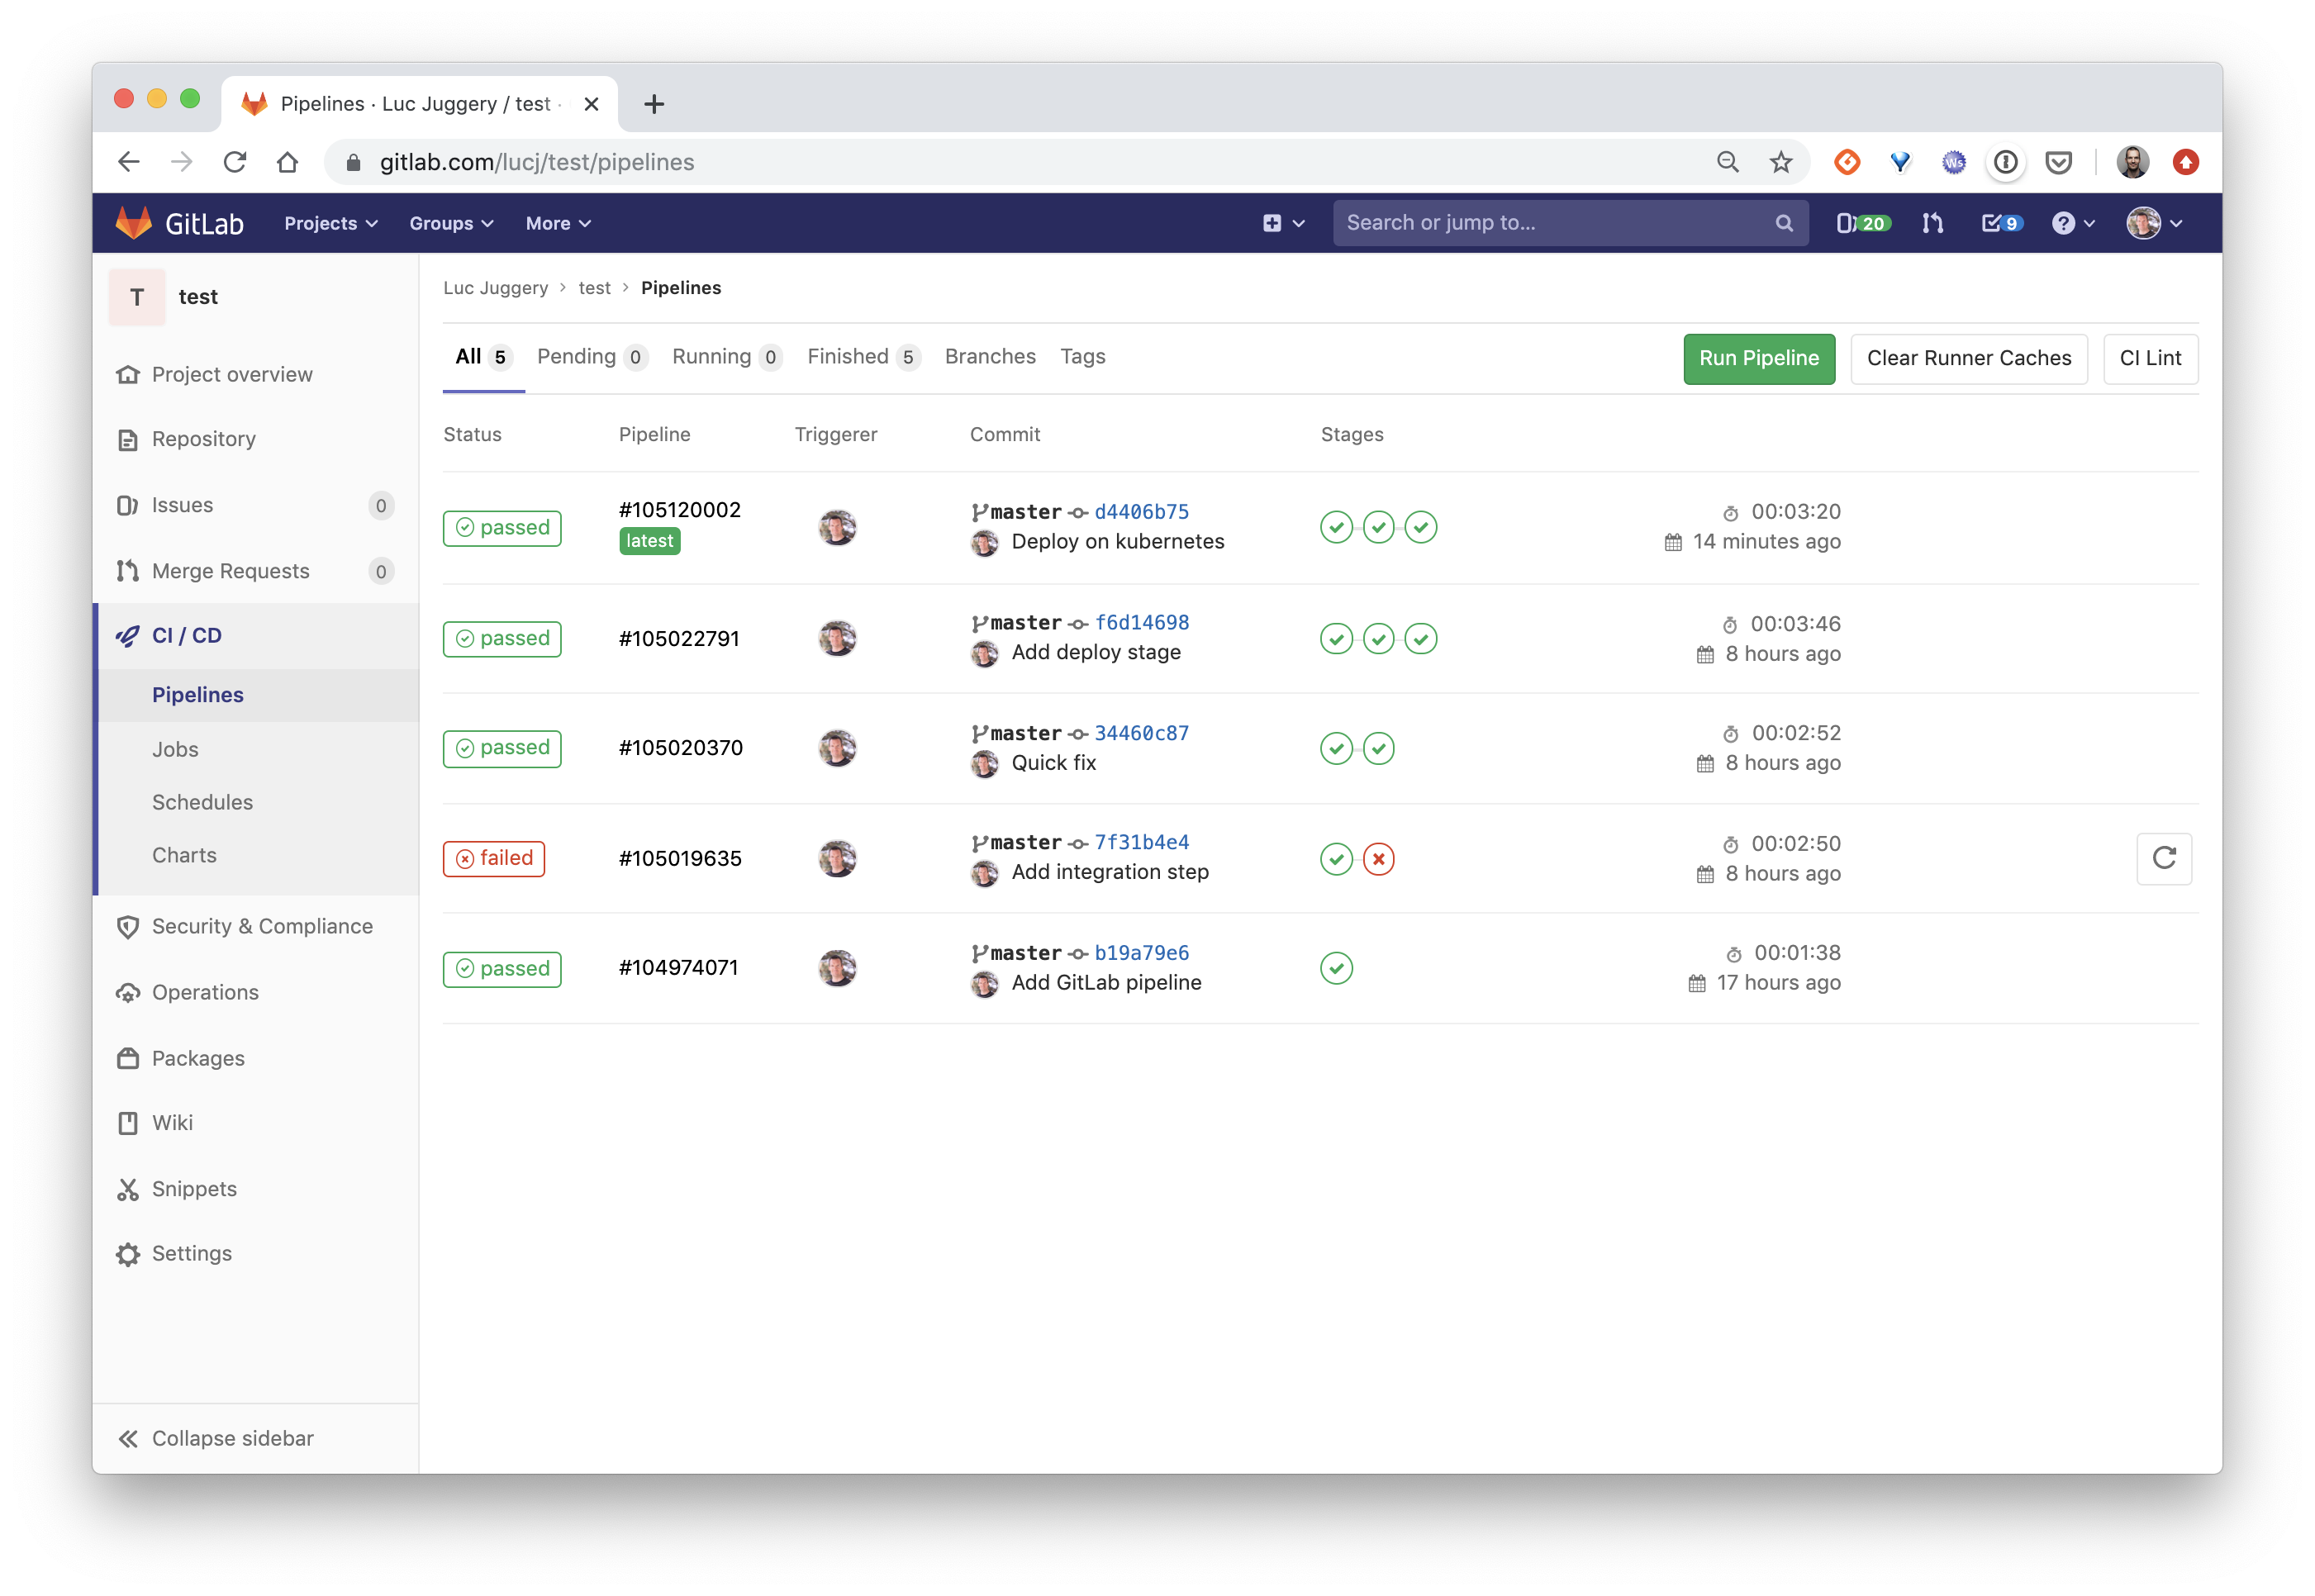 Pipelines · Luc Juggery / test ·
gitlab.com/lucj/test/pipelines
GitLab Projects Groups More Search or jump to... 20 9
T test
Project overview
Repository
Issues 0
Merge Requests 0
CI / CD
Pipelines
Jobs
Schedules
Charts
Security & Compliance
Operations
Packages
Wiki
Snippets
Settings
Collapse sidebar
Luc Juggery > test > Pipelines
All 5 Pending 0 Running 0 Finished 5 Branches Tags Run Pipeline Clear Runner Caches CI Lint
Status Pipeline Triggerer Commit Stages
passed #105120002 master d4406b75 00:03:20
latest Deploy on kubernetes 14 minutes ago
passed #105022791 master f6d14698 00:03:46
Add deploy stage 8 hours ago
passed #105020370 master 34460c87 00:02:52
Quick fix 8 hours ago
failed #105019635 master 7f31b4e4 00:02:50
Add integration step 8 hours ago
passed #104974071 master b19a79e6 00:01:38
Add GitLab pipeline 17 hours ago